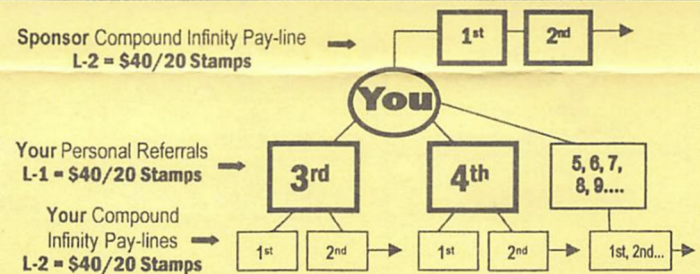 Sponsor Compound Infinity Pay-line
L-2 = $40/20 Stamps
1st 2nd
You
Your Personal Referrals
L-1 = $40/20 Stamps
3rd 4th 5, 6, 7,
8, 9....
Your Compound
Infinity Pay-lines
L-2 = $40/20 Stamps
1st 2nd 1st 2nd 1st, 2nd...